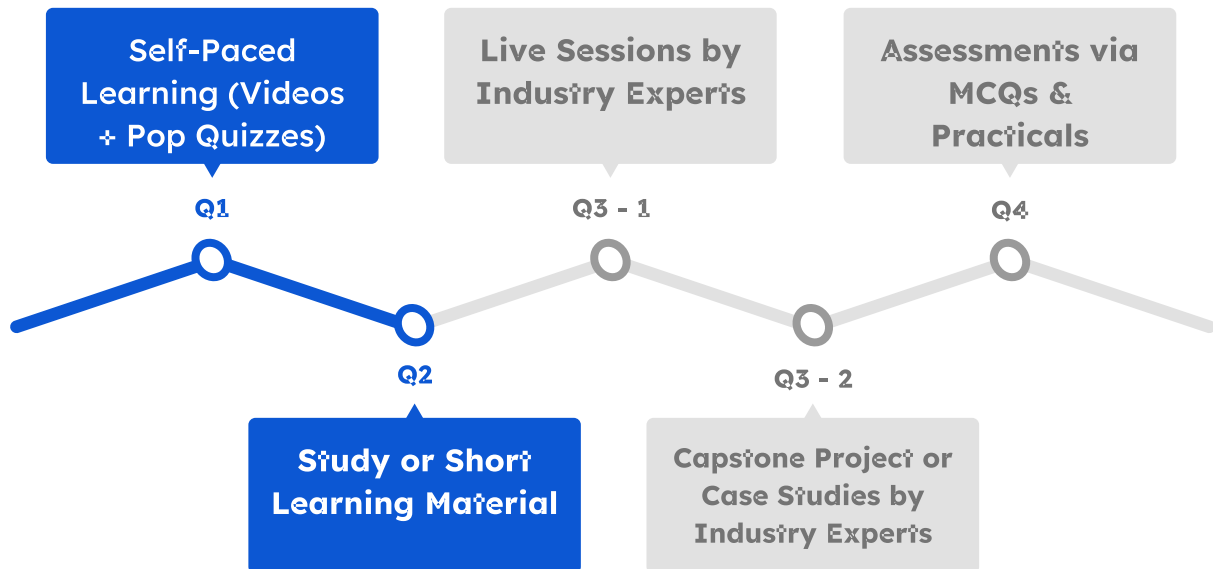 Self-Paced
Learning (Videos
+ Pop Quizzes)
Q1
Q2
Study or Short
Learning Material
Live Sessions by
Industry Experts
Q3 - 1
Q3 - 2
Capstone Project or
Case Studies by
Industry Experts
Assessments via
MCQs &
Practicals
Q4